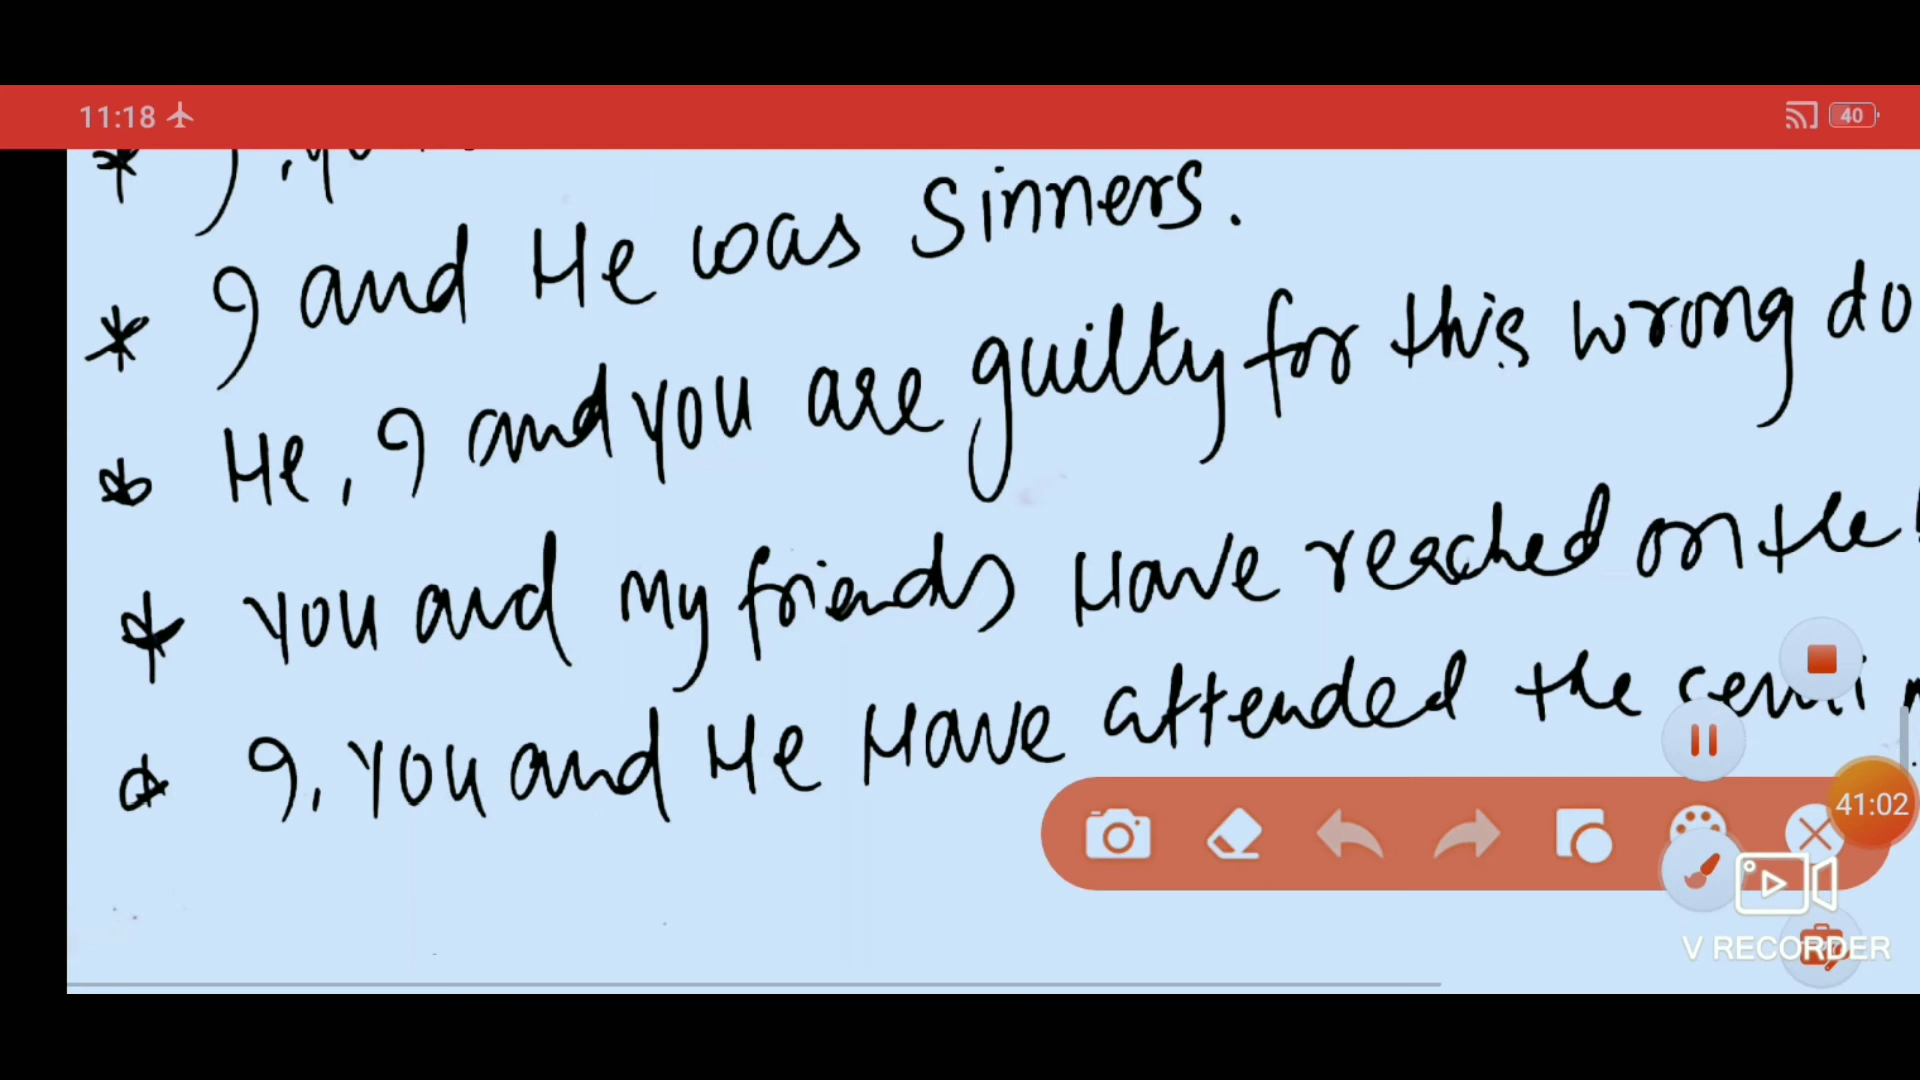 11:18
40
I and He was Sinners.
He, I and you are guilty for this wrong do
You and My friends Have reached on the
I, You and He Have attended the semi
41:02
V RECORDER